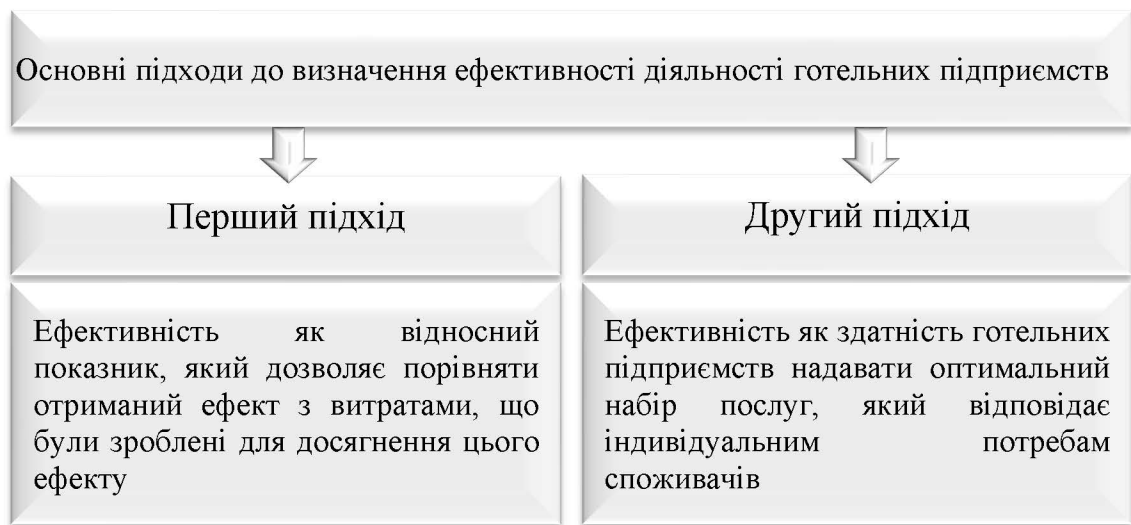 Основні підходи до визначення ефективності діяльності готельних підприємств
Перший підхід
Ефективність як відносний
показник, який дозволяє порівняти
отриманий ефект з витратами, що
були зроблені для досягнення цього
ефекту
Другий підхід
Ефективність як здатність готельних
підприємств надавати оптимальний
набір послуг, який відповідає
індивідуальним потребам
споживачів